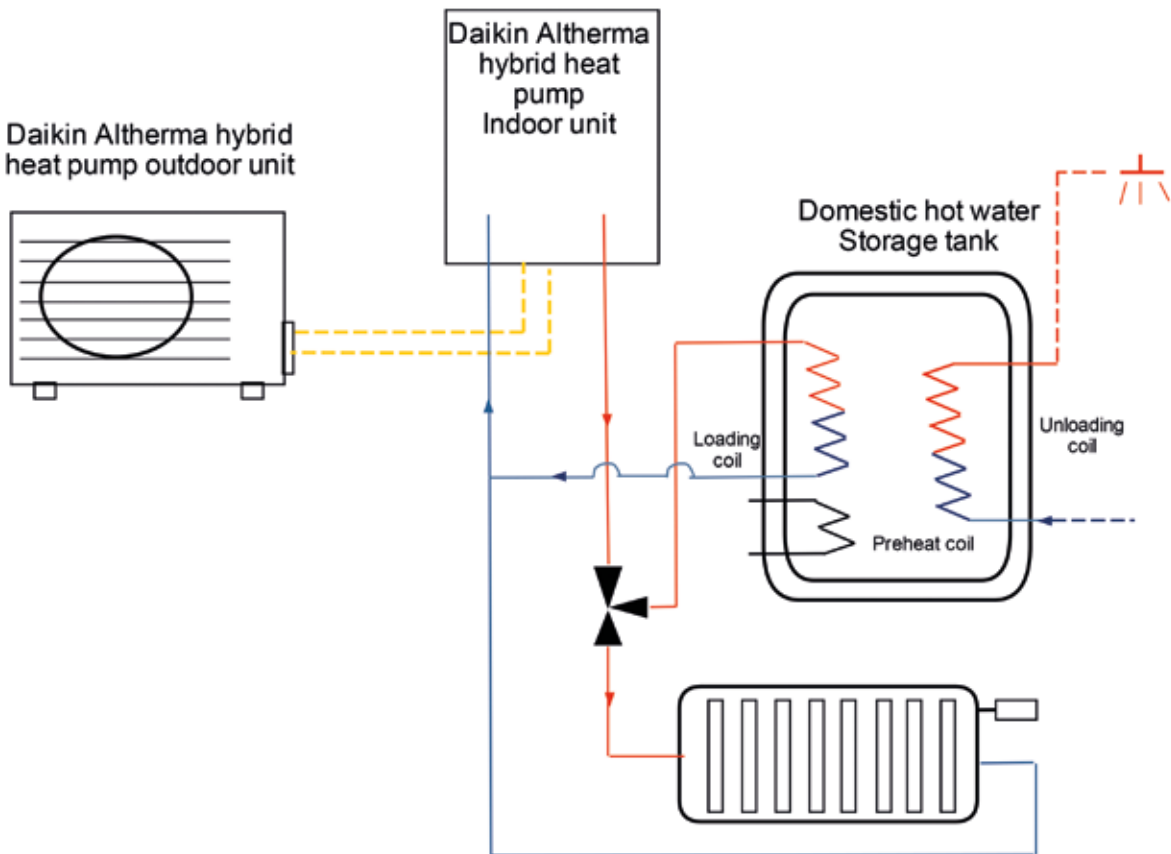 Daikin Altherma
hybrid heat
pump
Indoor unit
Daikin Altherma hybrid
heat pump outdoor unit
Domestic hot water
Storage tank
Loading
coil
Unloading
coil
Preheat coil